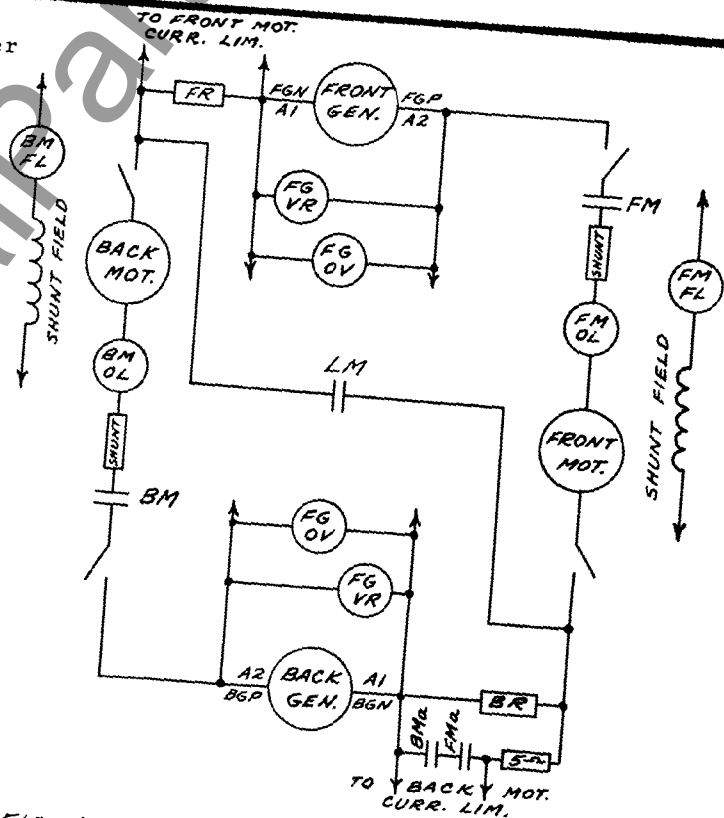 TO FRONT MOT.
CURR. LIM.
er
FR
FGN
A1
FRONT
GEN.
FGP
A2
BM
FL
SHUNT FIELD
FG
VR
FG
OV
BACK
MOT.
BM
OL
SHUNT
BM
LM
FM
SHUNT
FM
OL
FRONT
MOT.
FM
FL
SHUNT FIELD
FG
OV
FG
VR
A2
BGP
BACK
GEN.
A1
BGN
BR
BMa
FMa
5Ω
TO BACK MOT.
CURR. LIM.